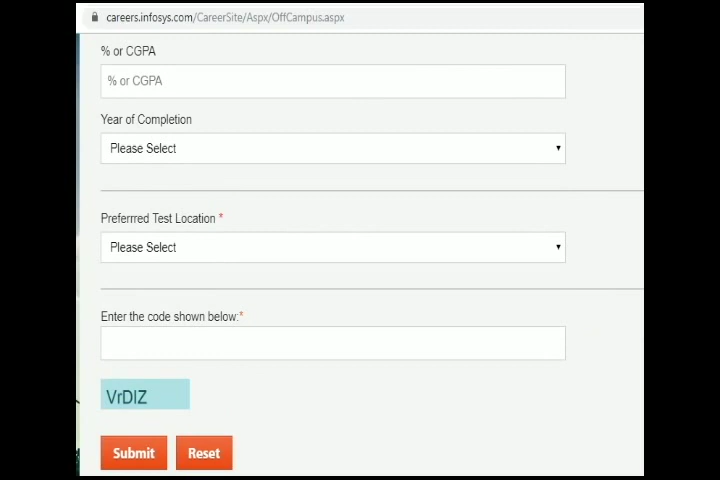 careers.infosys.com/CareerSite/Aspx/OffCampus.aspx
% or CGPA
% or CGPA
Year of Completion
Please Select
Preferrred Test Location *
Please Select
Enter the code shown below:*
VrDIZ
Submit Reset